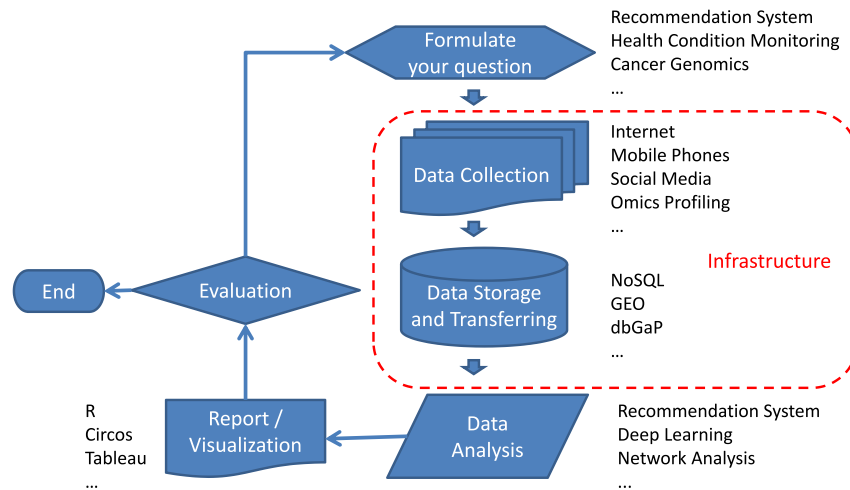 Formulate
your question
Recommendation System
Health Condition Monitoring
Cancer Genomics
...
Data Collection
Internet
Mobile Phones
Social Media
Omics Profiling
...
Infrastructure
Data Storage
and Transferring
NoSQL
GEO
dbGaP
...
End
Evaluation
R
Circos
Tableau
...
Report /
Visualization
Data
Analysis
Recommendation System
Deep Learning
Network Analysis
...